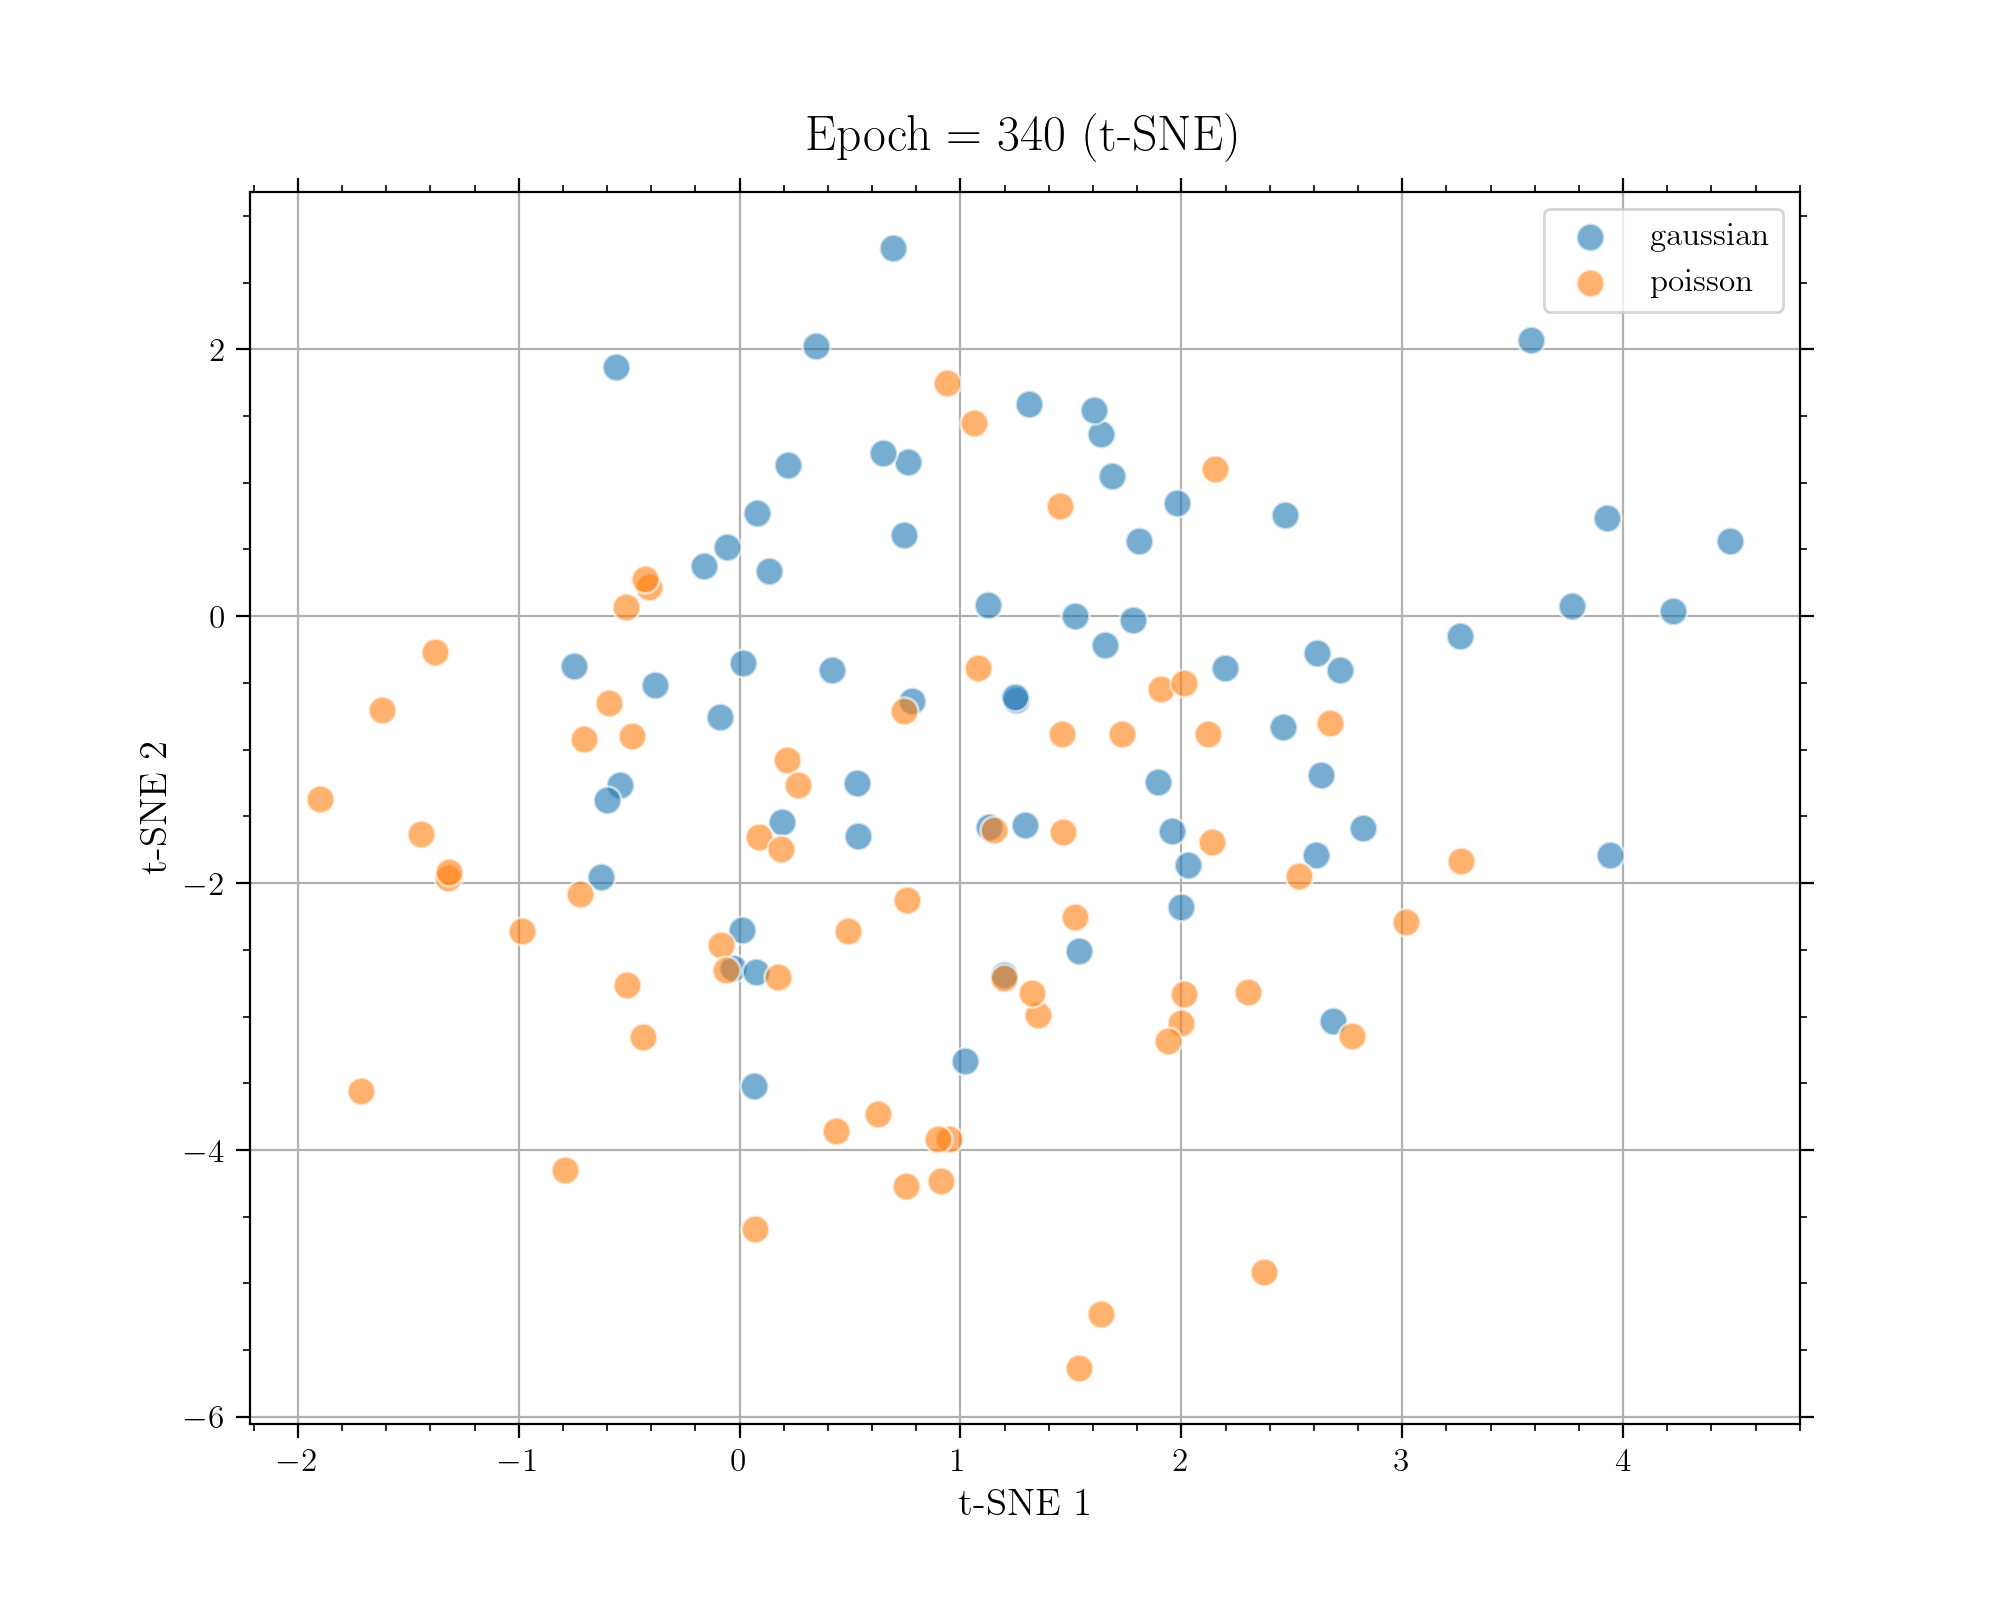 Epoch = 340 (t-SNE)
gaussian
poisson
t-SNE 2
2
0
−2
−4
−6
−2 −1 0 1 2 3 4
t-SNE 1